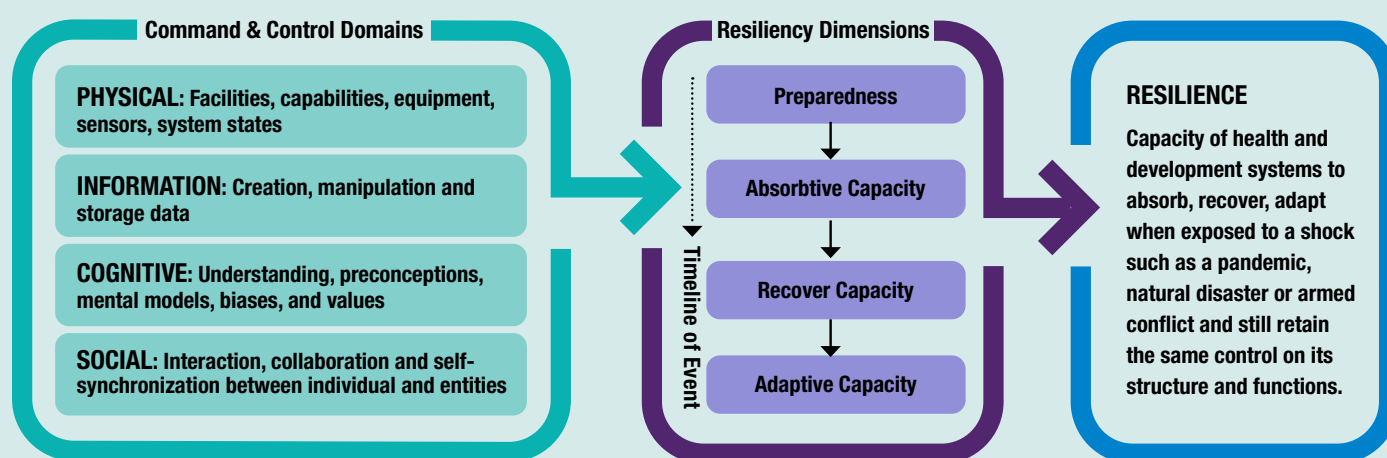 Command & Control Domains
PHYSICAL: Facilities, capabilities, equipment,
sensors, system states
INFORMATION: Creation, manipulation and
storage data
COGNITIVE: Understanding, preconceptions,
mental models, biases, and values
SOCIAL: Interaction, collaboration and self-
synchronization between individual and entities
Resiliency Dimensions
Timeline of Event
Preparedness
Absorbtive Capacity
Recover Capacity
Adaptive Capacity
RESILIENCE
Capacity of health and
development systems to
absorb, recover, adapt
when exposed to a shock
such as a pandemic,
natural disaster or armed
conflict and still retain
the same control on its
structure and functions.